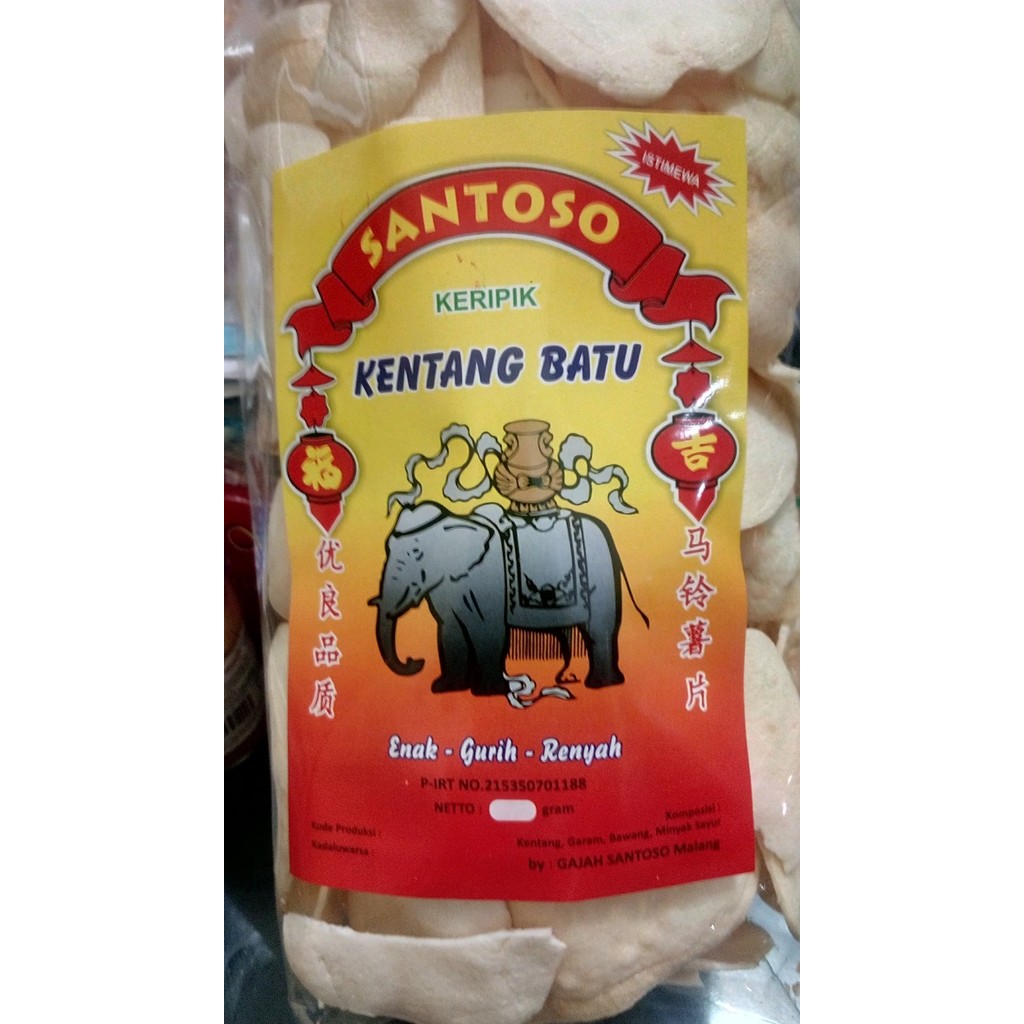 ISTIMEWA
SANTOSO
KERIPIK
KENTANG BATU
福
吉
优良品质
马铃薯片
Enak - Gurih - Renyah
P-IRT NO.215350701188
NETTO : gram
Kode Produksi :
Kadaluwarsa :
Komposisi :
Kentang, Garam, Bawang, Minyak Sayur
by : GAJAH SANTOSO Malang